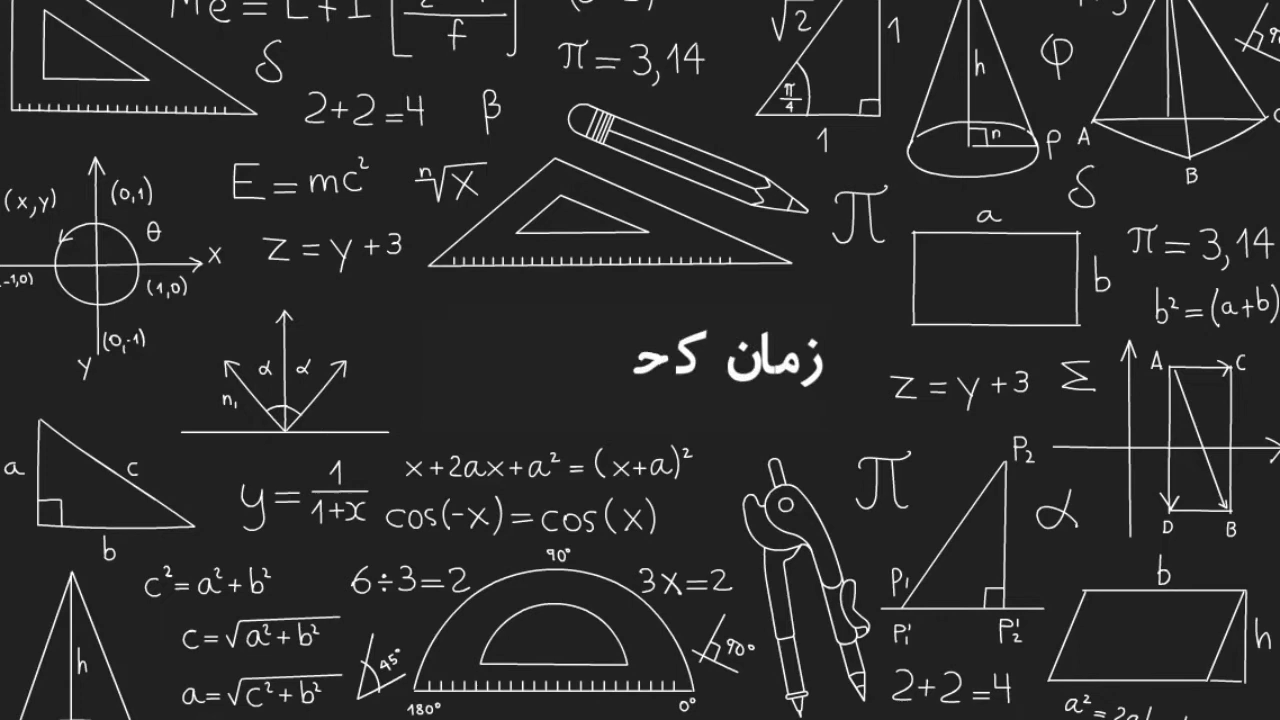 π = 3,14
δ
2+2=4
β
√2
1
π/4
1
h
n
P
φ
A
B
E = mc²
ⁿ√X
(x,y)
(0,1)
θ
X
(1,0)
(0,-1)
y
z = y+3
π
δ
a
b
π = 3,14
b² = (a+b)
زمان کحـ
z = y+3
Σ
A
C
D
B
α
α
n₁
a
c
b
y = 1/1+x
x+2ax+a² = (x+a)²
cos(-x) = cos(x)
π
P₂
α
P₁
P₁'
P₂'
c² = a²+b²
6÷3=2
90°
3x=2
c=√a²+b²
45°
90°
a=√c²+b²
180°
0°
h
2+2=4
b
h